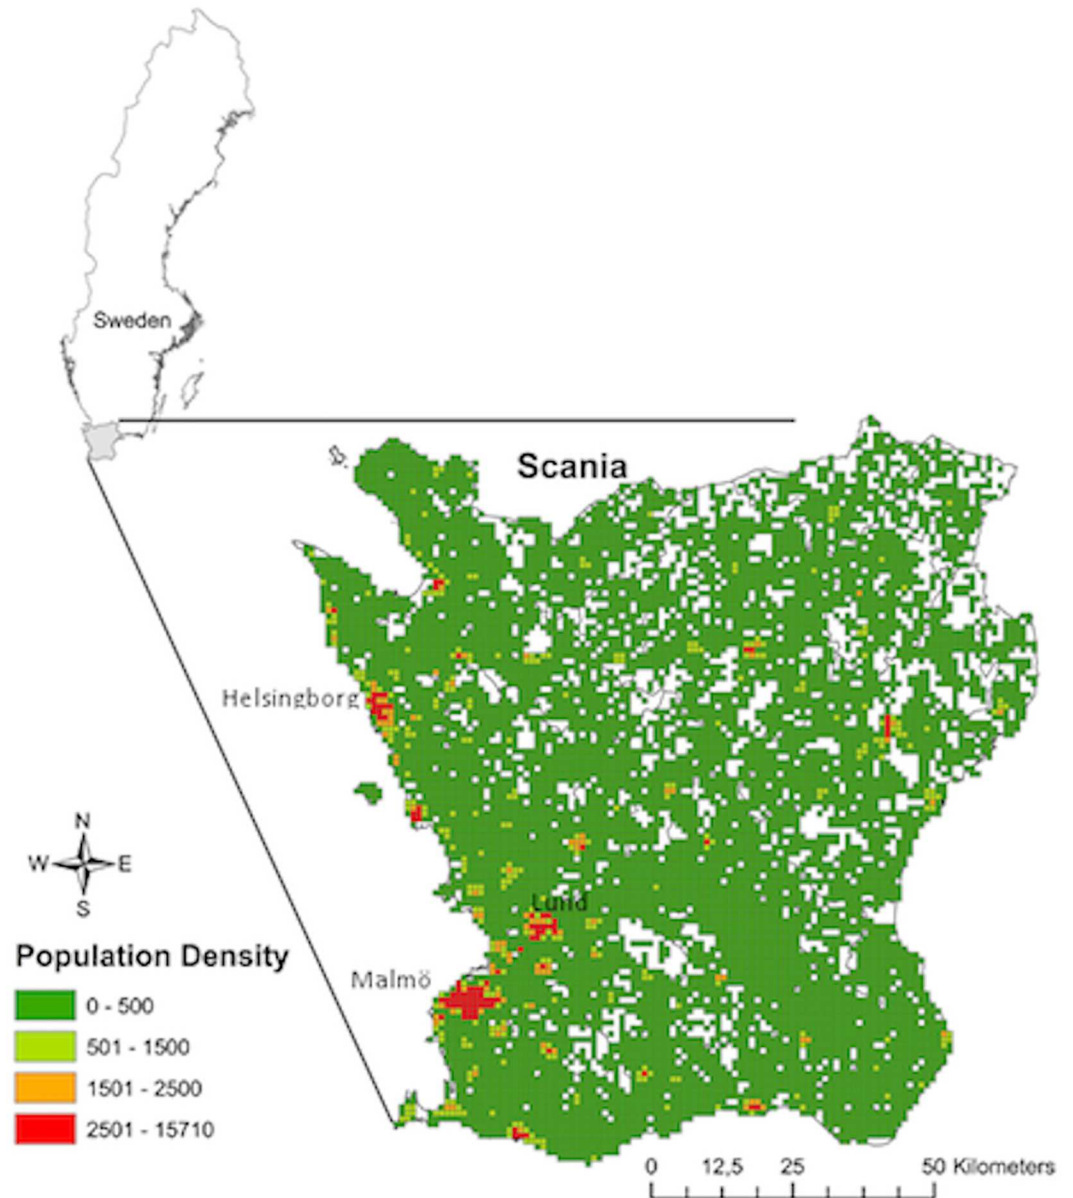 Sweden
Scania
Helsingborg
N
W E
S
Lund
Population Density
Malmö
0 - 500
501 - 1500
1501 - 2500
2501 - 15710
0 12,5 25 50 Kilometers